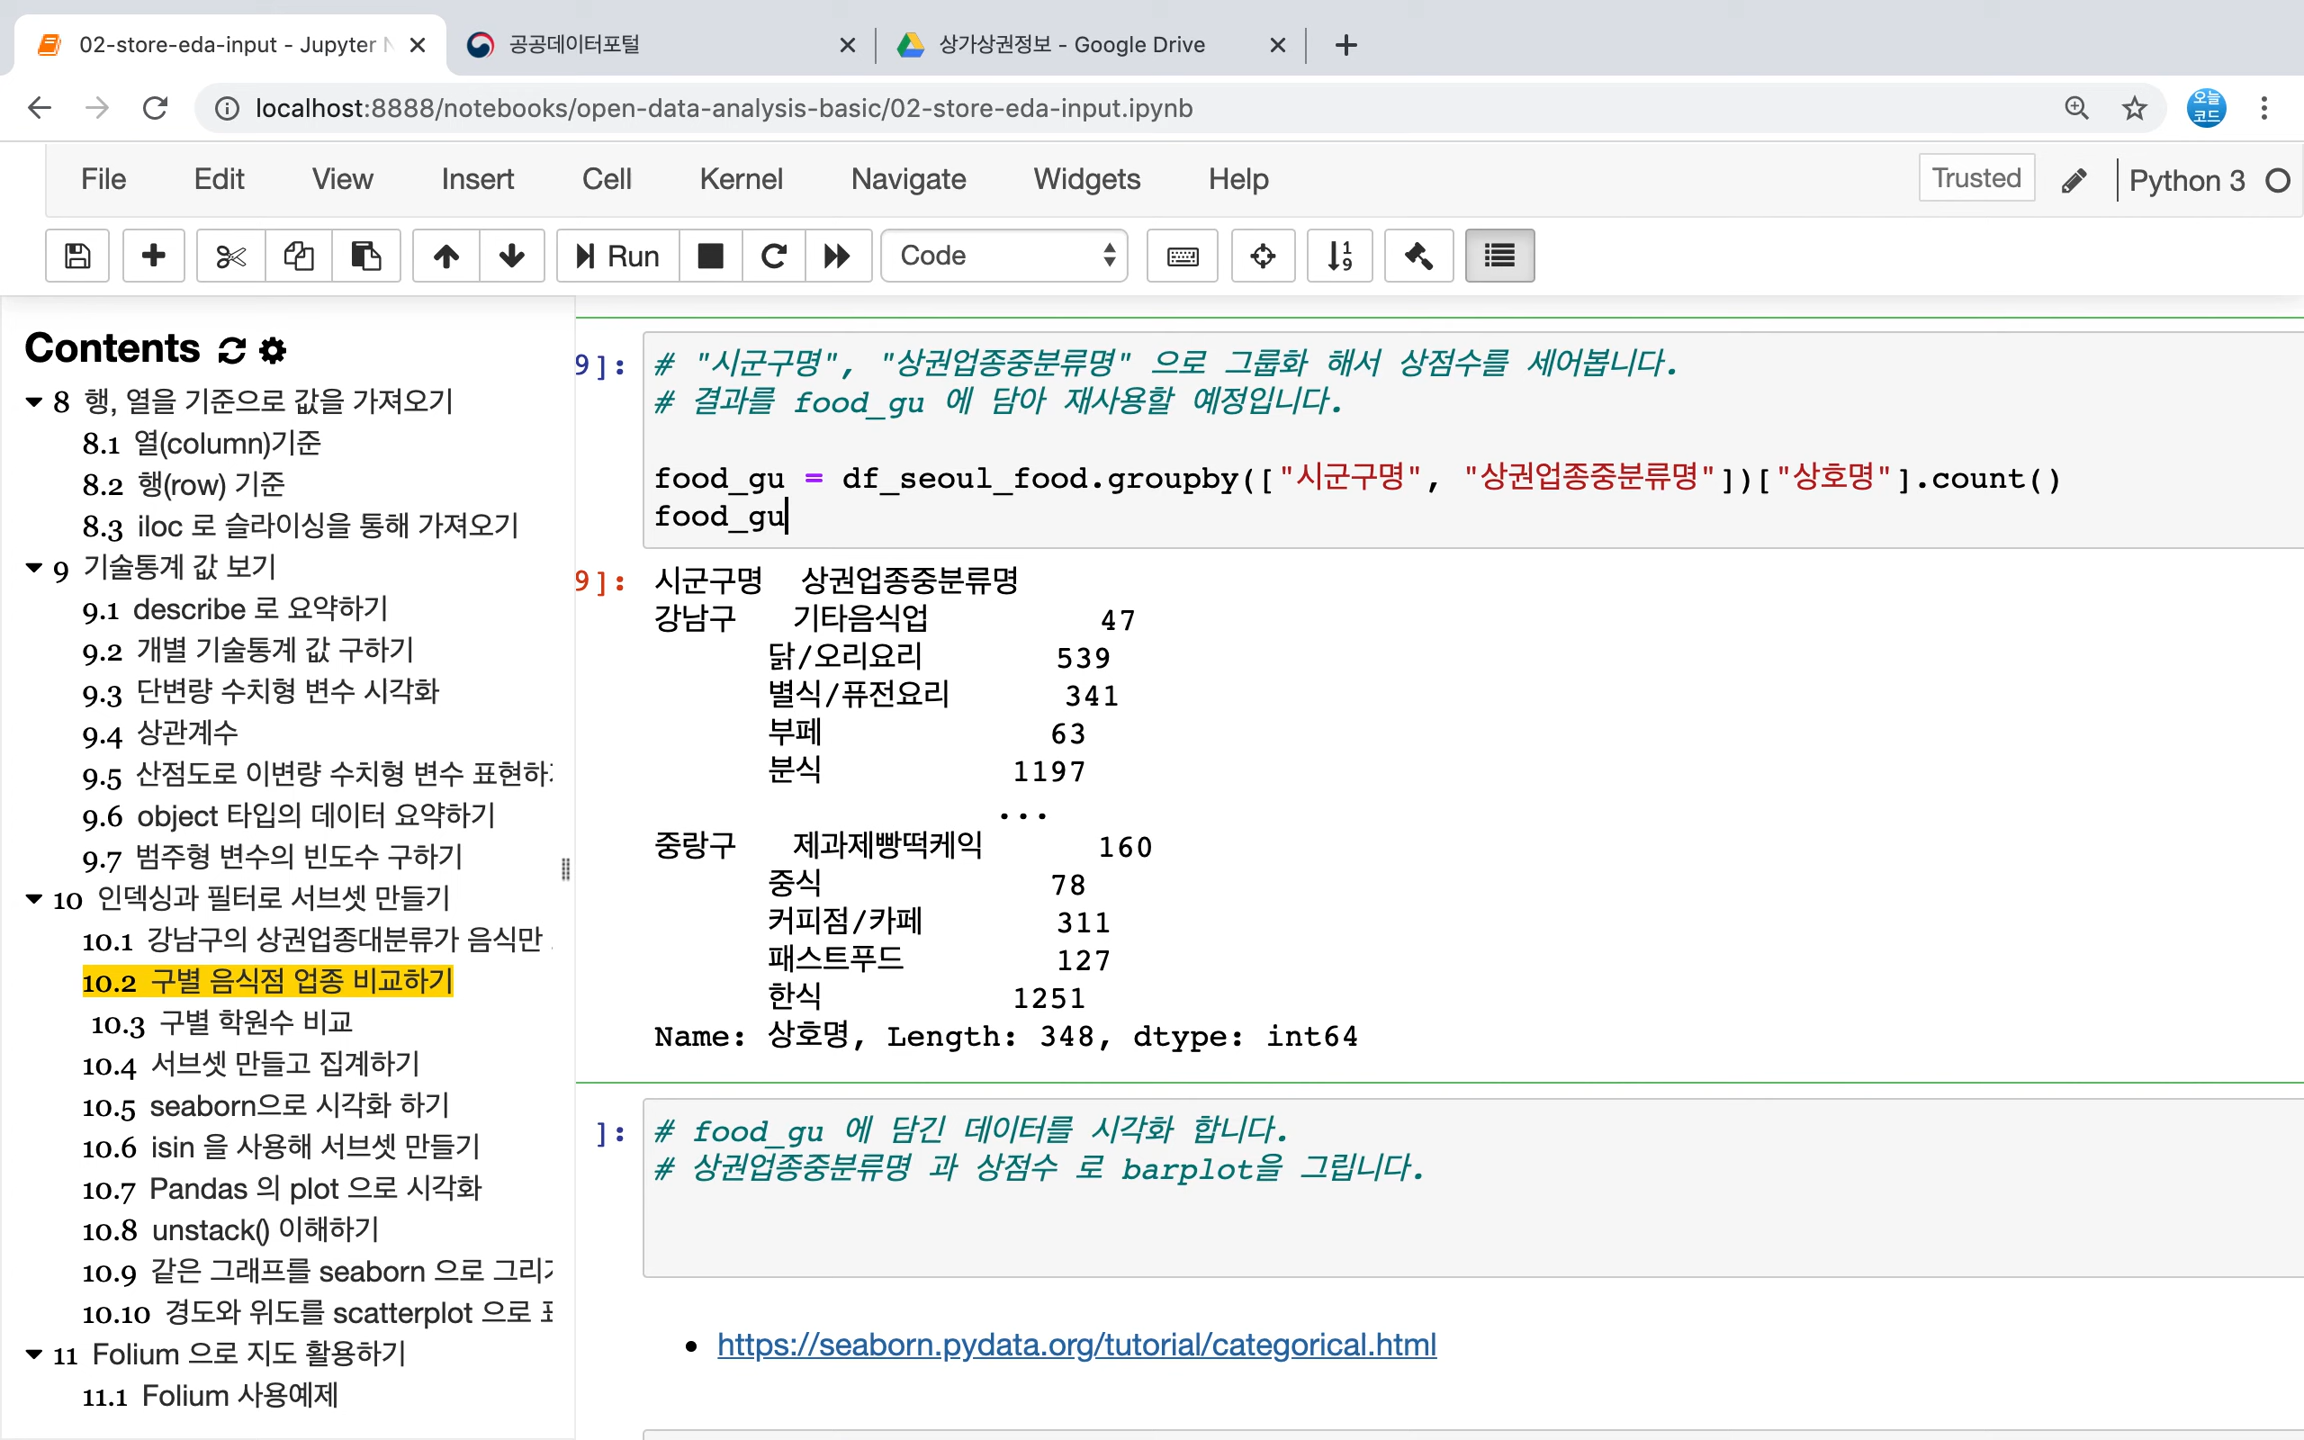 02-store-eda-input - Jupyter N
공공데이터포털
상가상권정보 - Google Drive
localhost:8888/notebooks/open-data-analysis-basic/02-store-eda-input.ipynb
오늘
코드
File Edit View Insert Cell Kernel Navigate Widgets Help
Trusted
Python 3
Run
Code
Contents
8 행, 열을 기준으로 값을 가져오기
8.1 열(column)기준
8.2 행(row) 기준
8.3 iloc 로 슬라이싱을 통해 가져오기
9 기술통계 값 보기
9.1 describe 로 요약하기
9.2 개별 기술통계 값 구하기
9.3 단변량 수치형 변수 시각화
9.4 상관계수
9.5 산점도로 이변량 수치형 변수 표현하
9.6 object 타입의 데이터 요약하기
9.7 범주형 변수의 빈도수 구하기
10 인덱싱과 필터로 서브셋 만들기
10.1 강남구의 상권업종대분류가 음식만
10.2 구별 음식점 업종 비교하기
10.3 구별 학원수 비교
10.4 서브셋 만들고 집계하기
10.5 seaborn으로 시각화 하기
10.6 isin 을 사용해 서브셋 만들기
10.7 Pandas 의 plot 으로 시각화
10.8 unstack() 이해하기
10.9 같은 그래프를 seaborn 으로 그리
10.10 경도와 위도를 scatterplot 으로
11 Folium 으로 지도 활용하기
11.1 Folium 사용예제
9]: # "시군구명", "상권업종중분류명" 으로 그룹화 해서 상점수를 세어봅니다.
# 결과를 food_gu 에 담아 재사용할 예정입니다.
food_gu = df_seoul_food.groupby(["시군구명", "상권업종중분류명"])["상호명"].count()
food_gu
9]: 시군구명 상권업종중분류명
강남구 기타음식업 47
닭/오리요리 539
별식/퓨전요리 341
부페 63
분식 1197
...
중랑구 제과제빵떡케익 160
중식 78
커피점/카페 311
패스트푸드 127
한식 1251
Name: 상호명, Length: 348, dtype: int64
]: # food_gu 에 담긴 데이터를 시각화 합니다.
# 상권업종중분류명 과 상점수 로 barplot을 그립니다.
https://seaborn.pydata.org/tutorial/categorical.html